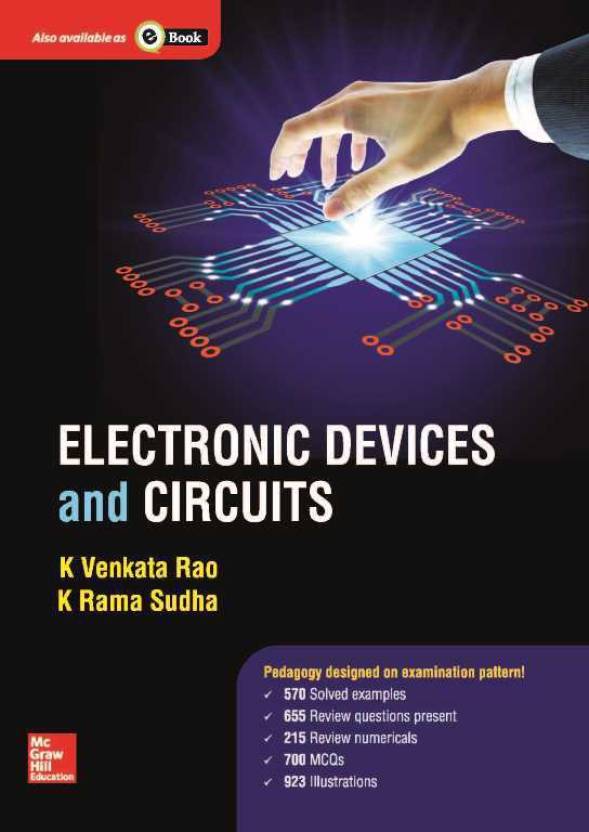 Also available as e Book
ELECTRONIC DEVICES
and CIRCUITS
K Venkata Rao
K Rama Sudha
Pedagogy designed on examination pattern!
✓ 570 Solved examples
✓ 655 Review questions present
✓ 215 Review numericals
✓ 700 MCQs
✓ 923 Illustrations
Mc
Graw
Hill
Education